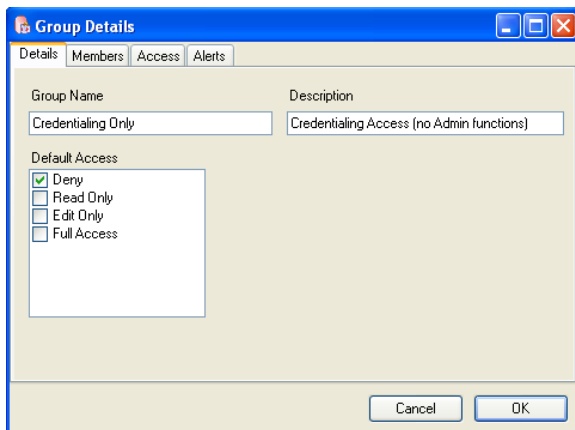 Group Details
Details Members Access Alerts
Group Name Description
Credentialing Only Credentialing Access (no Admin functions)
Default Access
Deny
Read Only
Edit Only
Full Access
Cancel OK